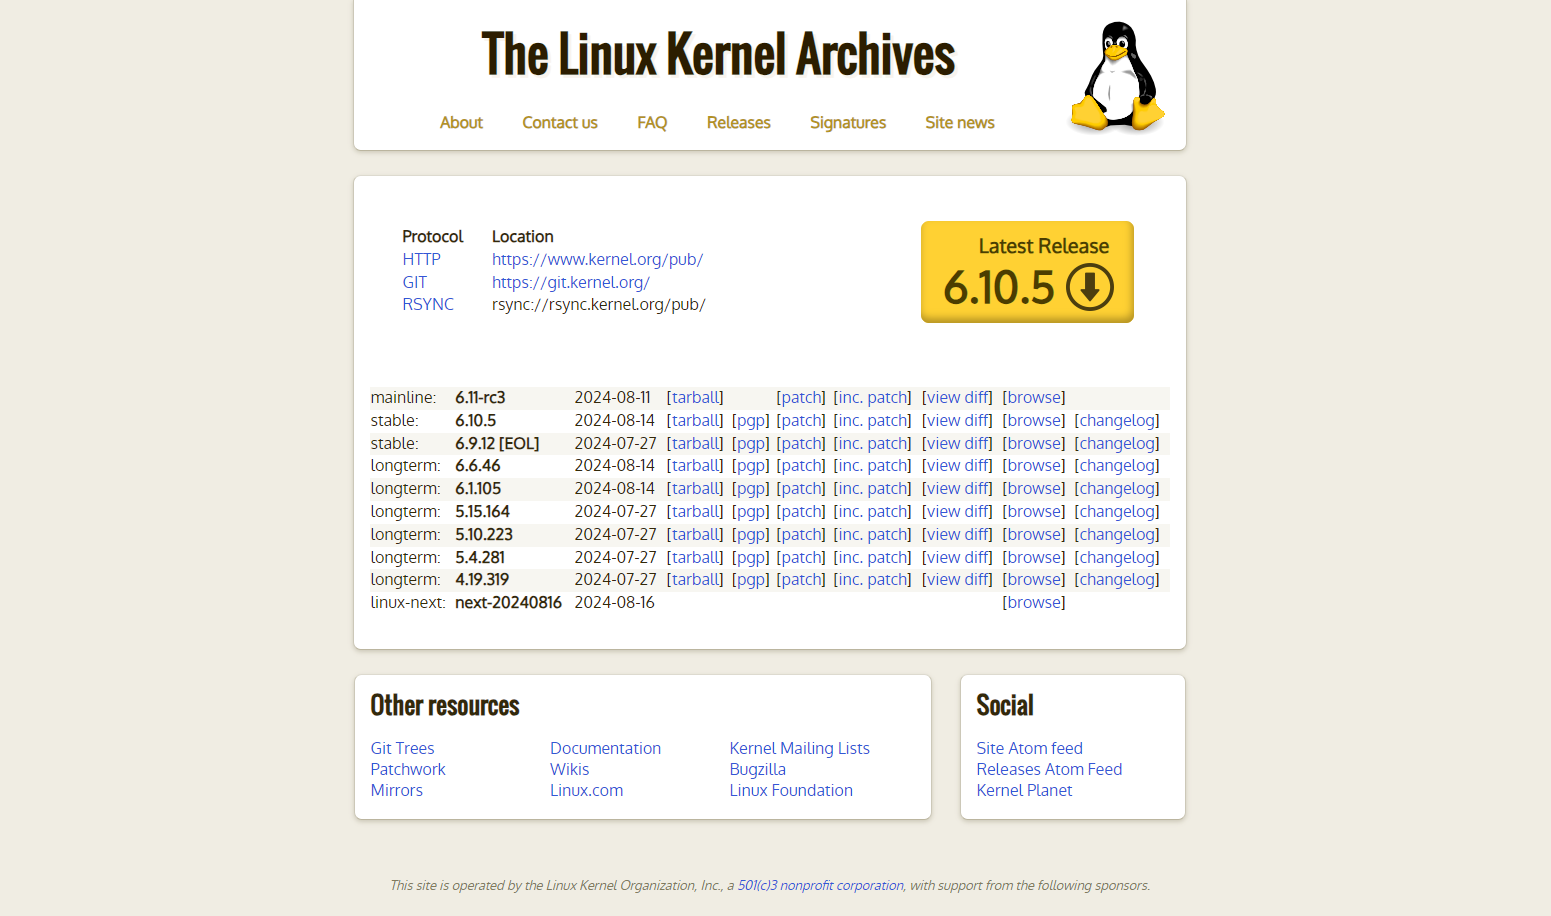 The Linux Kernel Archives
About Contact us FAQ Releases Signatures Site news
Protocol Location
HTTP https://www.kernel.org/pub/
GIT https://git.kernel.org/
RSYNC rsync://rsync.kernel.org/pub/
Latest Release
6.10.5
mainline: 6.11-rc3 2024-08-11 [tarball] [patch] [inc. patch] [view diff] [browse]
stable: 6.10.5 2024-08-14 [tarball] [pgp] [patch] [inc. patch] [view diff] [browse] [changelog]
stable: 6.9.12 [EOL] 2024-07-27 [tarball] [pgp] [patch] [inc. patch] [view diff] [browse] [changelog]
longterm: 6.6.46 2024-08-14 [tarball] [pgp] [patch] [inc. patch] [view diff] [browse] [changelog]
longterm: 6.1.105 2024-08-14 [tarball] [pgp] [patch] [inc. patch] [view diff] [browse] [changelog]
longterm: 5.15.164 2024-07-27 [tarball] [pgp] [patch] [inc. patch] [view diff] [browse] [changelog]
longterm: 5.10.223 2024-07-27 [tarball] [pgp] [patch] [inc. patch] [view diff] [browse] [changelog]
longterm: 5.4.281 2024-07-27 [tarball] [pgp] [patch] [inc. patch] [view diff] [browse] [changelog]
longterm: 4.19.319 2024-07-27 [tarball] [pgp] [patch] [inc. patch] [view diff] [browse] [changelog]
linux-next: next-20240816 2024-08-16 [browse]
Other resources
Git Trees Documentation Kernel Mailing Lists
Patchwork Wikis Bugzilla
Mirrors Linux.com Linux Foundation
Social
Site Atom feed
Releases Atom Feed
Kernel Planet
This site is operated by the Linux Kernel Organization, Inc., a 501(c)3 nonprofit corporation, with support from the following sponsors.